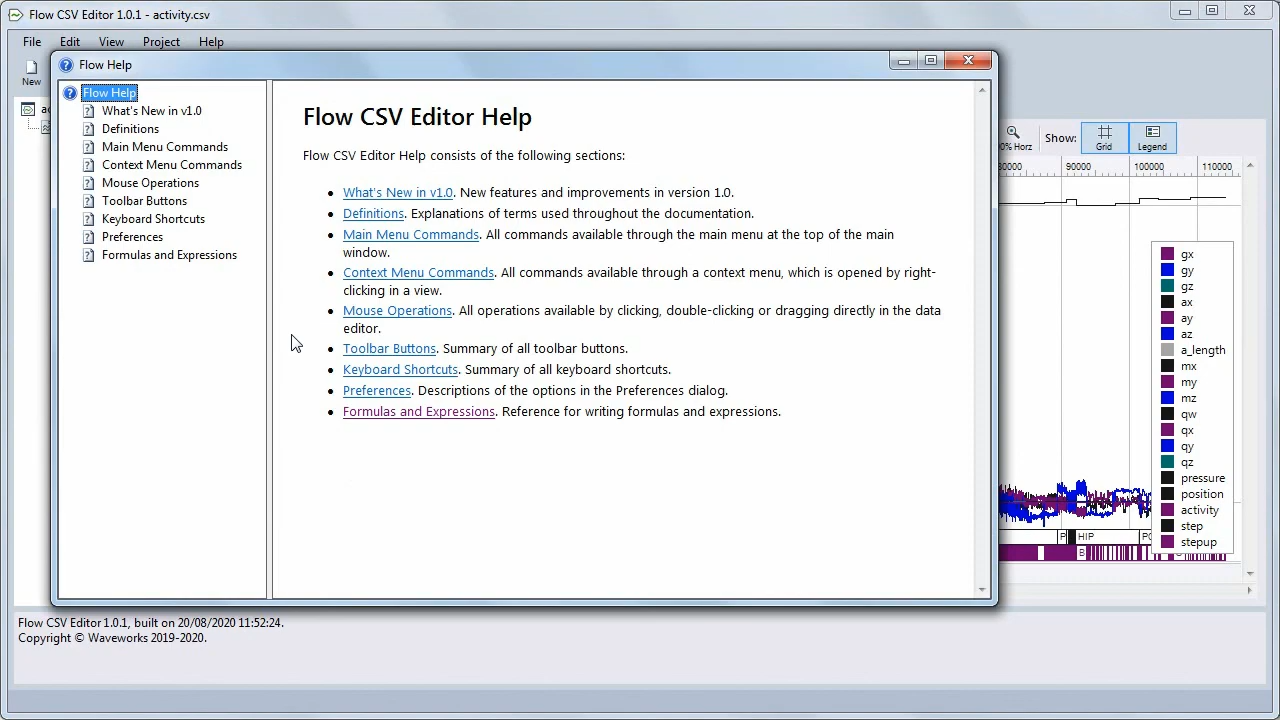 Flow CSV Editor 1.0.1 - activity.csv
File Edit View Project Help
New
Flow Help
Flow Help
What's New in v1.0
Definitions
Main Menu Commands
Context Menu Commands
Mouse Operations
Toolbar Buttons
Keyboard Shortcuts
Preferences
Formulas and Expressions
Flow CSV Editor Help
Flow CSV Editor Help consists of the following sections:
What's New in v1.0. New features and improvements in version 1.0.
Definitions. Explanations of terms used throughout the documentation.
Main Menu Commands. All commands available through the main menu at the top of the main
window.
Context Menu Commands. All commands available through a context menu, which is opened by right-
clicking in a view.
Mouse Operations. All operations available by clicking, double-clicking or dragging directly in the data
editor.
Toolbar Buttons. Summary of all toolbar buttons.
Keyboard Shortcuts. Summary of all keyboard shortcuts.
Preferences. Descriptions of the options in the Preferences dialog.
Formulas and Expressions. Reference for writing formulas and expressions.
Horz
Show:
Grid
Legend
90000 100000 110000
gx
gy
gz
ax
ay
az
a_length
mx
my
mz
qw
qx
qy
qz
pressure
position
activity
step
stepup
HIP
B
Flow CSV Editor 1.0.1, built on 20/08/2020 11:52:24.
Copyright © Waveworks 2019-2020.